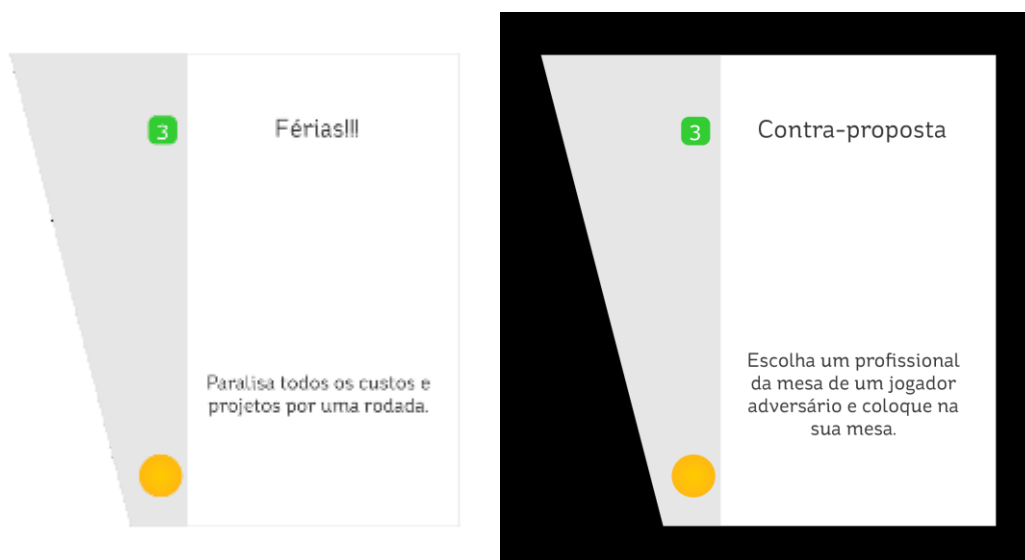 3
Férias!!!
Paralisa todos os custos e
projetos por uma rodada.
3
Contra-proposta
Escolha um profissional
da mesa de um jogador
adversário e coloque na
sua mesa.